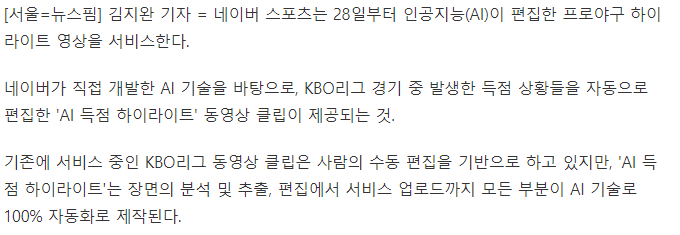 [서울=뉴스핌] 김지완 기자 = 네이버 스포츠는 28일부터 인공지능(AI)이 편집한 프로야구 하이
라이트 영상을 서비스한다.
네이버가 직접 개발한 AI 기술을 바탕으로, KBO리그 경기 중 발생한 득점 상황들을 자동으로
편집한 'AI 득점 하이라이트' 동영상 클립이 제공되는 것.
기존에 서비스 중인 KBO리그 동영상 클립은 사람의 수동 편집을 기반으로 하고 있지만, 'AI 득
점 하이라이트'는 장면의 분석 및 추출, 편집에서 서비스 업로드까지 모든 부분이 AI 기술로
100% 자동화로 제작된다.